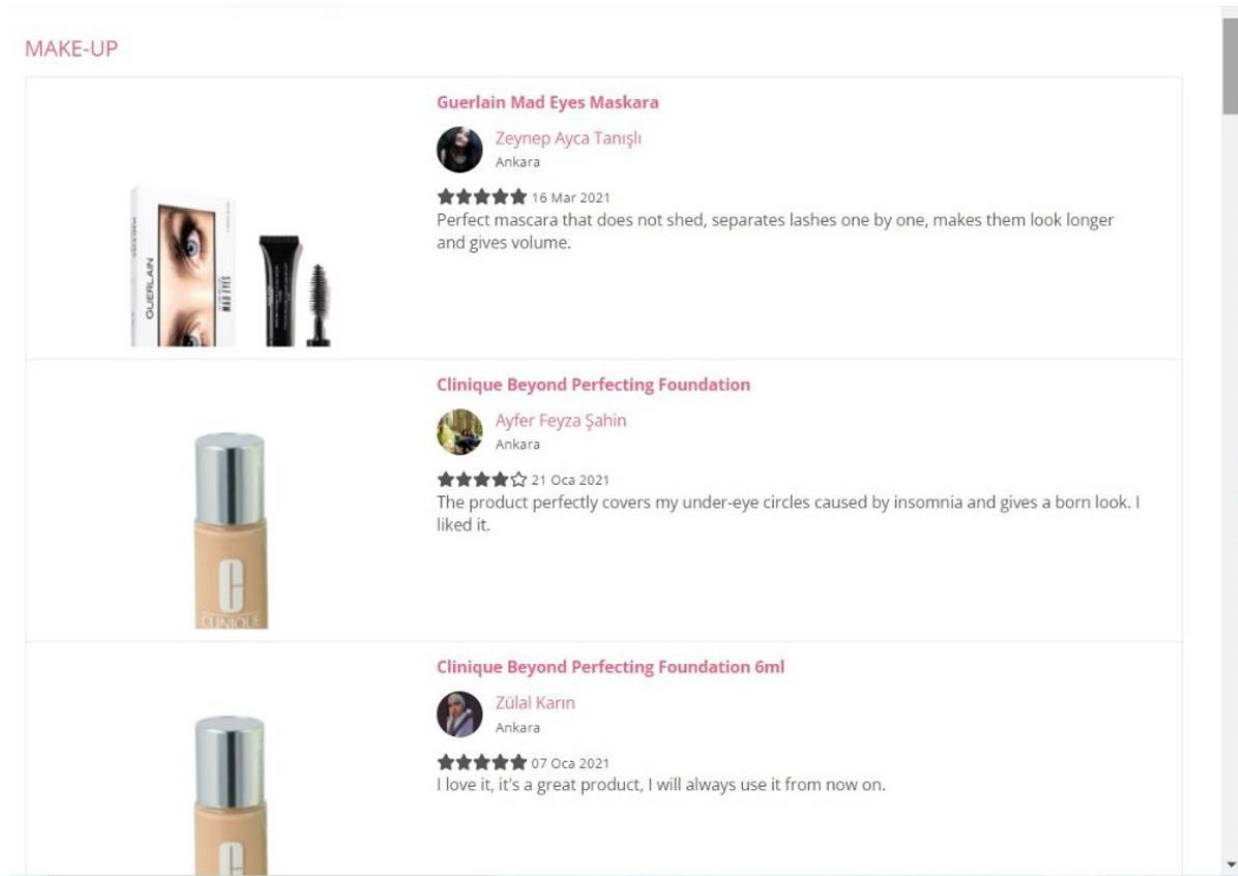 MAKE-UP
Guerlain Mad Eyes Maskara
Zeynep Ayca Tanışlı
Ankara
16 Mar 2021
Perfect mascara that does not shed, separates lashes one by one, makes them look longer
and gives volume.
GUERLAIN
MAD EYES
Clinique Beyond Perfecting Foundation
Ayfer Feyza Şahin
Ankara
21 Oca 2021
The product perfectly covers my under-eye circles caused by insomnia and gives a born look. I
liked it.
CLINIQUE
Clinique Beyond Perfecting Foundation 6ml
Zülal Karın
Ankara
07 Oca 2021
I love it, it's a great product, I will always use it from now on.